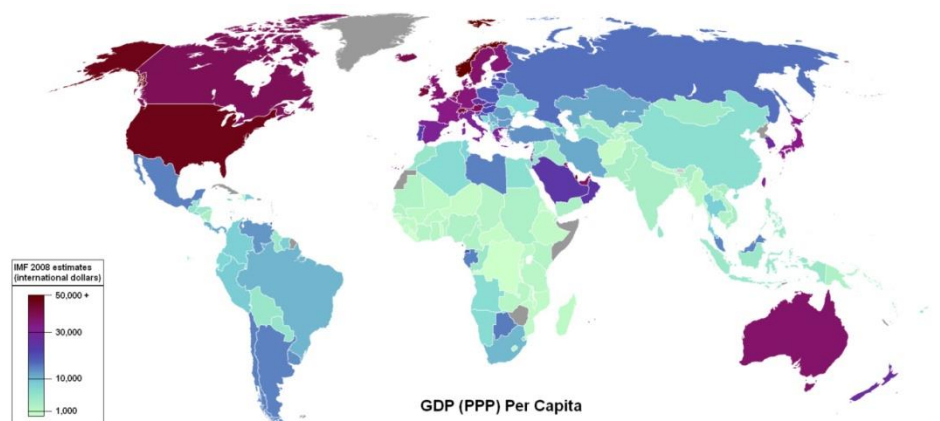 IMF 2008 estimates
(international dollars)
50,000 +
30,000
10,000
1,000
GDP (PPP) Per Capita